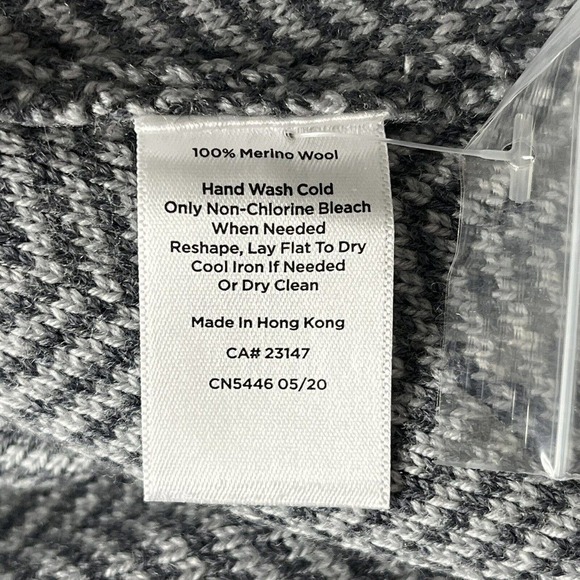 100% Merino Wool
Hand Wash Cold
Only Non-Chlorine Bleach
When Needed
Reshape, Lay Flat To Dry
Cool Iron If Needed
Or Dry Clean
Made In Hong Kong
CA# 23147
CN5446 05/20